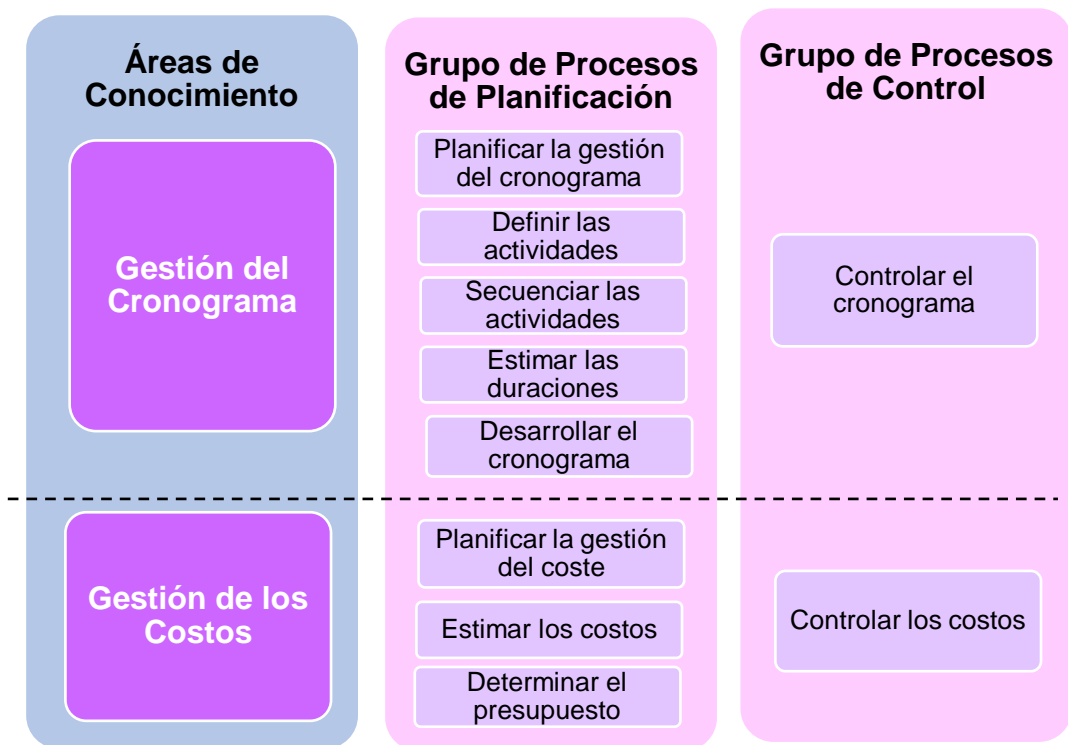 Áreas de
Conocimiento
Grupo de Procesos
de Planificación
Grupo de Procesos
de Control
Gestión del
Cronograma
Planificar la gestión
del cronograma
Definir las
actividades
Secuenciar las
actividades
Estimar las
duraciones
Desarrollar el
cronograma
Controlar el
cronograma
Gestión de los
Costos
Planificar la gestión
del coste
Estimar los costos
Determinar el
presupuesto
Controlar los costos